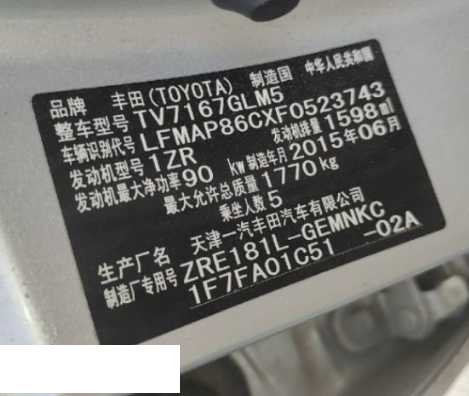 品牌 丰田(TOYOTA) 制造国 中华人民共和国
整车型号 TV7167GLM5
车辆识别代号 LFMAP86CXF0523743
发动机型号 1ZR 发动机排量 1598ml
发动机最大净功率 90 kW 制造年月 2015年06月
最大允许总质量 1770 kg
乘坐人数 5
生产厂名 天津一汽丰田汽车有限公司
制造厂专用号 ZRE181L-GEMNKC -02A
1F7FA01C51